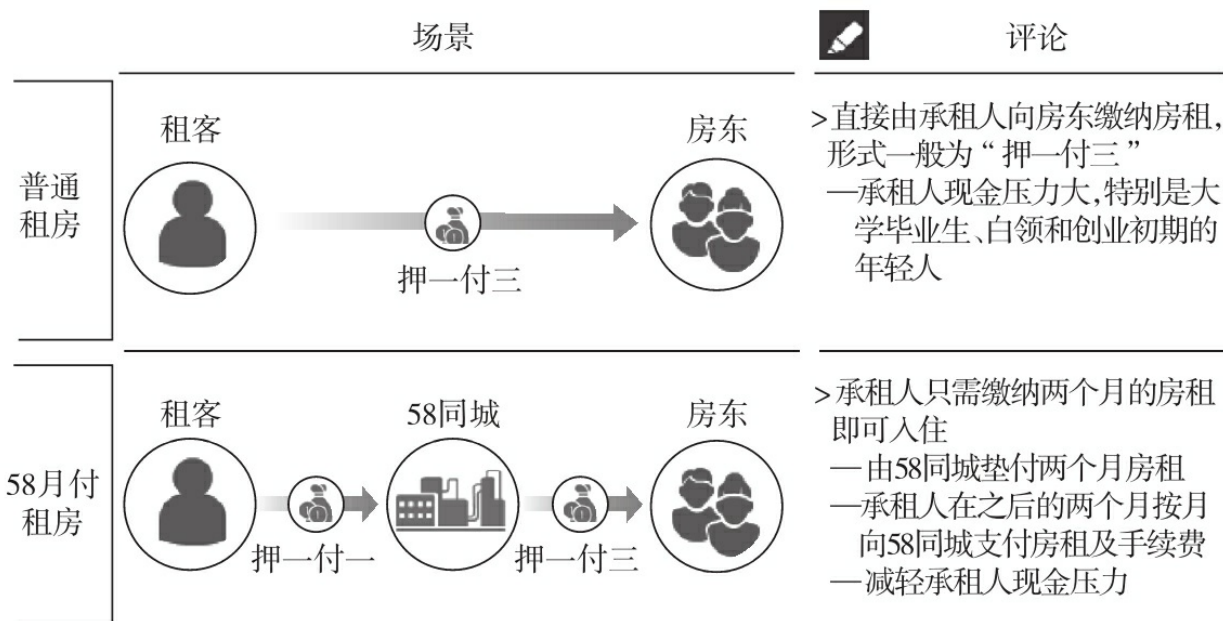 场景
评论
普通
租房
租客
房东
押一付三
>直接由承租人向房东缴纳房租，
形式一般为“押一付三”
—承租人现金压力大，特别是大
学毕业生、白领和创业初期的
年轻人
58月付
租房
租客
58同城
房东
押一付一
押一付三
>承租人只需缴纳两个月的房租
即可入住
—由58同城垫付两个月房租
—承租人在之后的两个月按月
向58同城支付房租及手续费
—减轻承租人现金压力